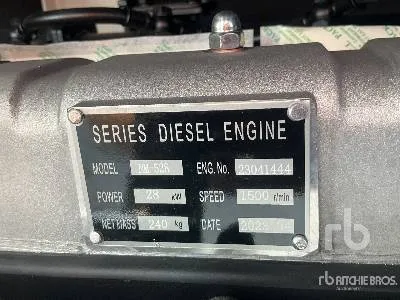 SERIES DIESEL ENGINE
MODEL ENG.No. 23041444
POWER 28 kW SPEED 1500 r/min
NET MASS 240 kg DATE
rb
rb RITCHIE BROS.